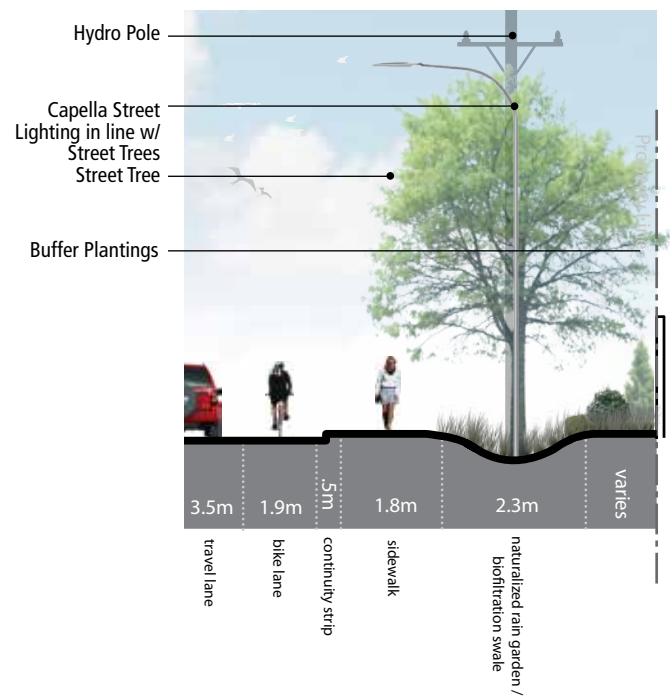 Hydro Pole
Capella Street
Lighting in line w/
Street Trees
Street Tree
Buffer Plantings
3.5m
1.9m
.5m
1.8m
2.3m
varies
travel lane
bike lane
continuity strip
sidewalk
naturalized rain garden /
biofiltration swale